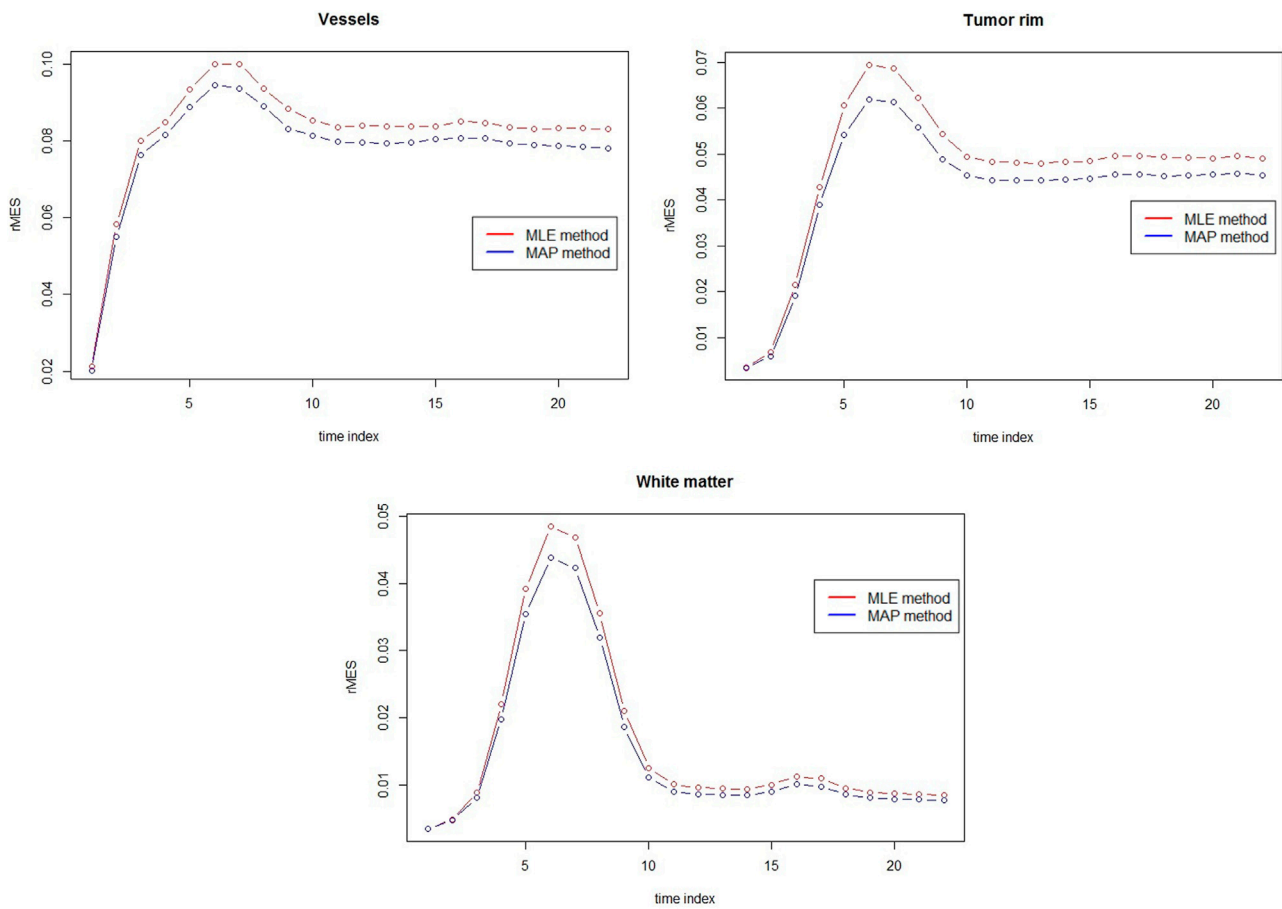 Vessels
rMES
0.10
0.08
0.06
0.04
0.02
MLE method
MAP method
5
10
15
20
time index
Tumor rim
rMES
0.07
0.06
0.05
0.04
0.03
0.02
0.01
MLE method
MAP method
5
10
15
20
time index
White matter
rMES
0.05
0.04
0.03
0.02
0.01
MLE method
MAP method
5
10
15
20
time index